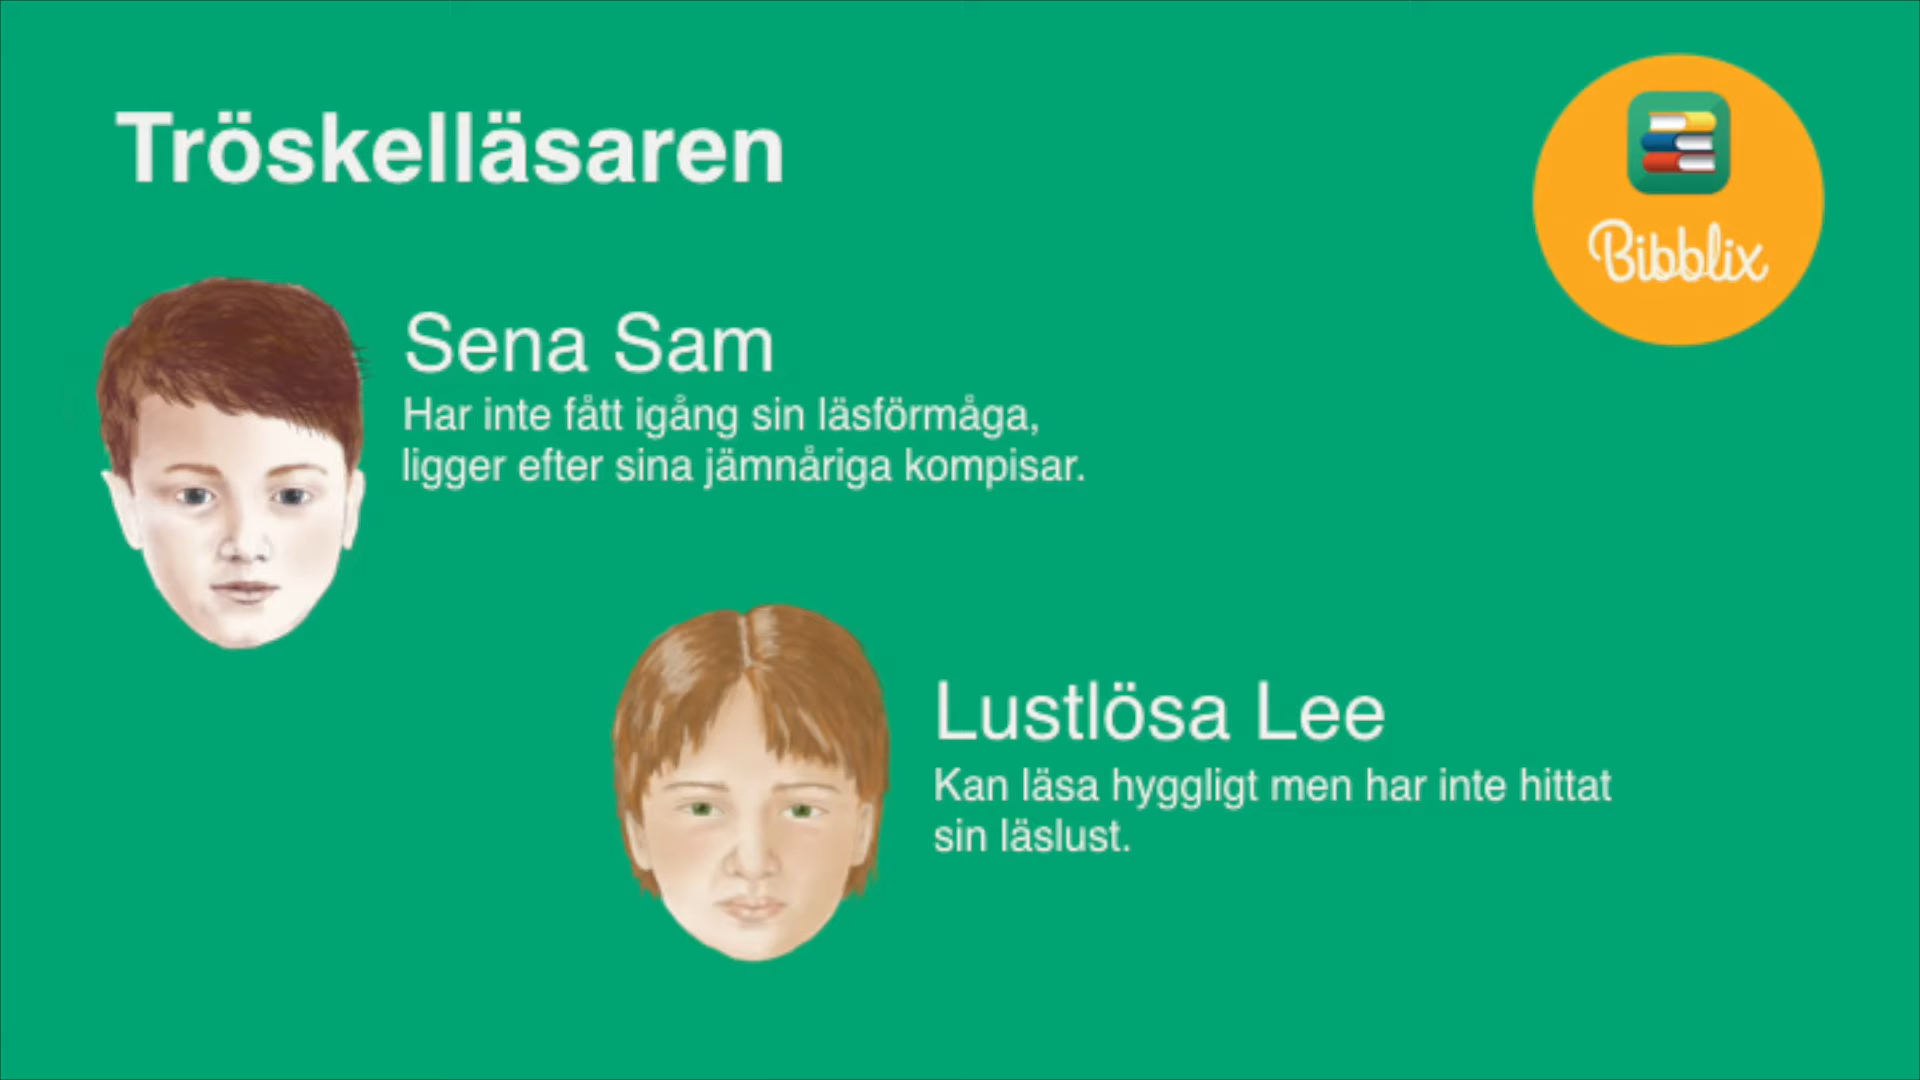 Tröskelläsaren
Bibblix
Sena Sam
Har inte fått igång sin läsförmåga,
ligger efter sina jämnåriga kompisar.
Lustlösa Lee
Kan läsa hyggligt men har inte hittat
sin läslust.